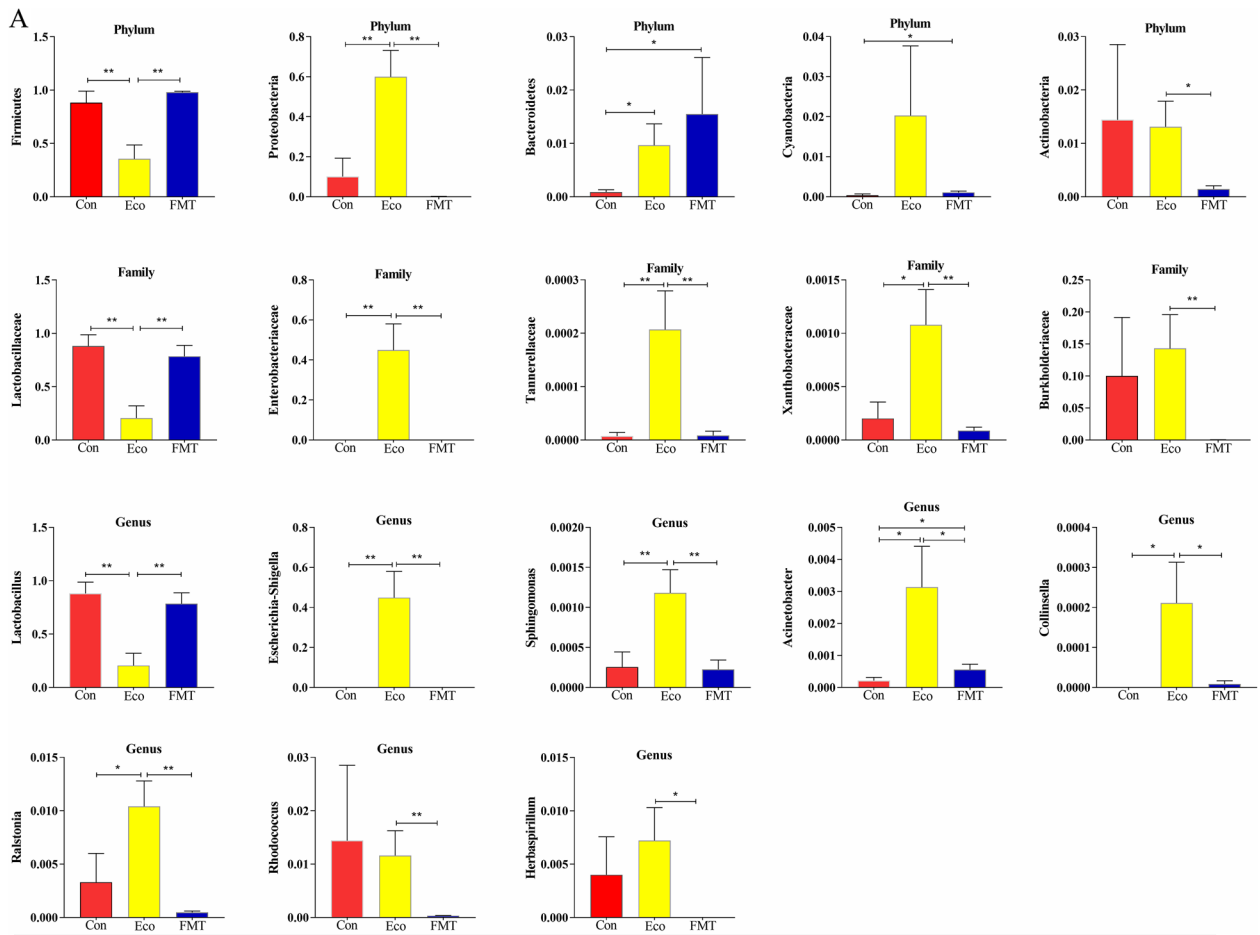 A
Phylum
Firmicutes
1.5
1.0
0.5
0.0
** **
Con Eco FMT
Phylum
Proteobacteria
0.8
0.6
0.4
0.2
0.0
** **
Con Eco FMT
Phylum
Bacteroidetes
0.03
0.02
0.01
0.00
*
*
Con Eco FMT
Phylum
Cyanobacteria
0.04
0.03
0.02
0.01
0.00
*
Con Eco FMT
Phylum
Actinobacteria
0.03
0.02
0.01
0.00
*
Con Eco FMT
Family
Lactobacillaceae
1.5
1.0
0.5
0.0
** **
Con Eco FMT
Family
Enterobacteriaceae
0.8
0.6
0.4
0.2
0.0
** **
Con Eco FMT
Family
Tannerellaceae
0.0003
0.0002
0.0001
0.0000
** **
Con Eco FMT
Family
Xanthobacteraceae
0.0015
0.0010
0.0005
0.0000
* **
Con Eco FMT
Family
Burkholderiaceae
0.25
0.20
0.15
0.10
0.05
0.00
**
Con Eco FMT
Genus
Lactobacillus
1.5
1.0
0.5
0.0
** **
Con Eco FMT
Genus
Escherichia-Shigella
0.8
0.6
0.4
0.2
0.0
** **
Con Eco FMT
Genus
Sphingomonas
0.0020
0.0015
0.0010
0.0005
0.0000
** **
Con Eco FMT
Genus
Acinetobacter
0.005
0.004
0.003
0.002
0.001
0.000
*
* *
Con Eco FMT
Genus
Collinsella
0.0004
0.0003
0.0002
0.0001
0.0000
* *
Con Eco FMT
Genus
Ralstonia
0.015
0.010
0.005
0.000
* **
Con Eco FMT
Genus
Rhodococcus
0.03
0.02
0.01
0.00
**
Con Eco FMT
Genus
Herbaspirillum
0.015
0.010
0.005
0.000
*
Con Eco FMT